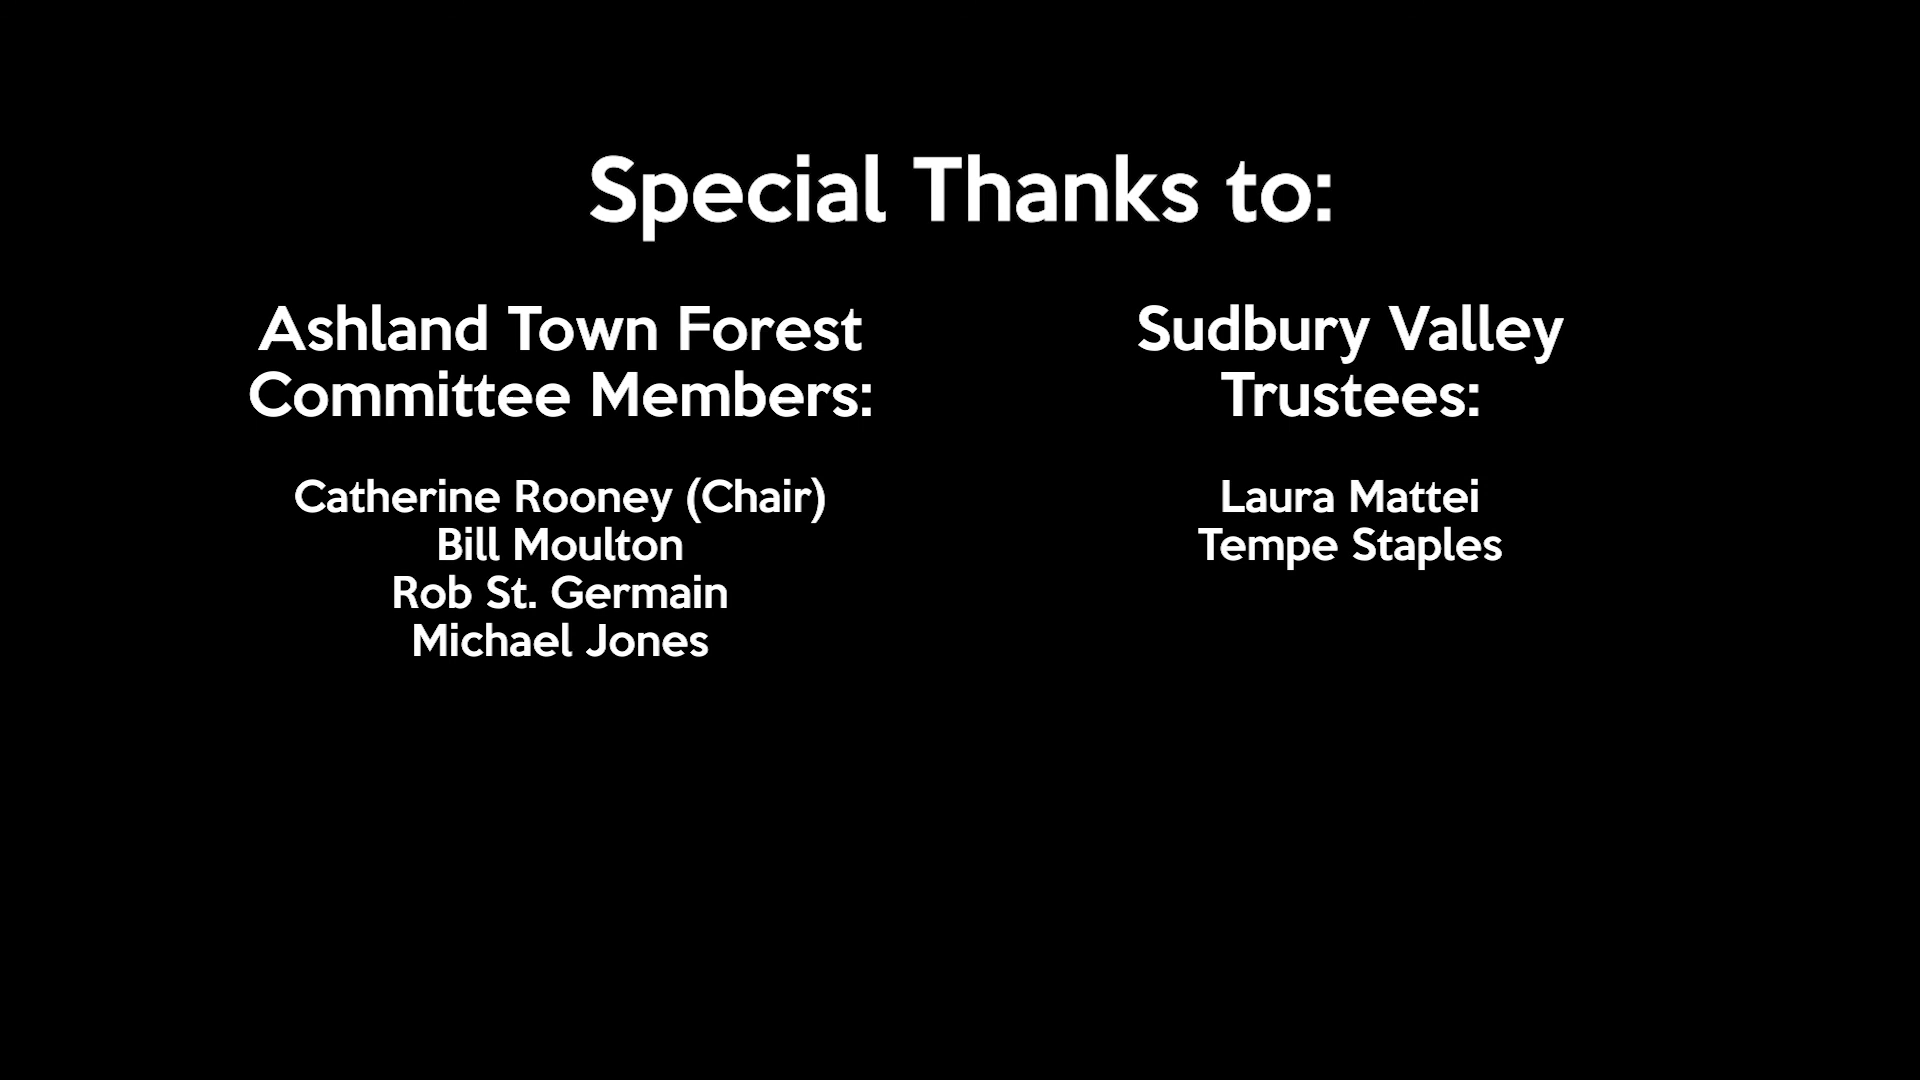 Special Thanks to:
Ashland Town Forest
Committee Members:
Catherine Rooney (Chair)
Bill Moulton
Rob St. Germain
Michael Jones
Sudbury Valley
Trustees:
Laura Mattei
Tempe Staples